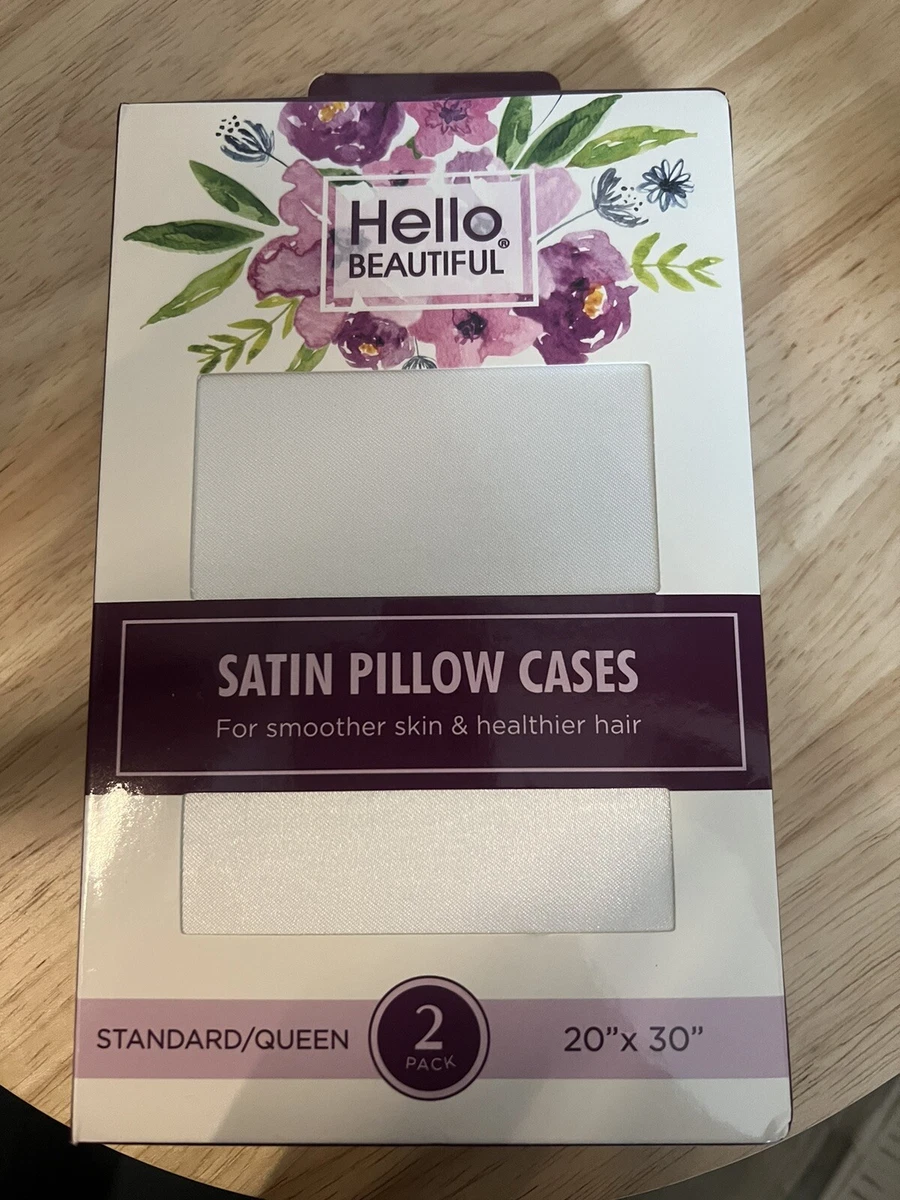 Hello®
BEAUTIFUL
SATIN PILLOW CASES
For smoother skin & healthier hair
STANDARD/QUEEN
2
PACK
20”x 30”